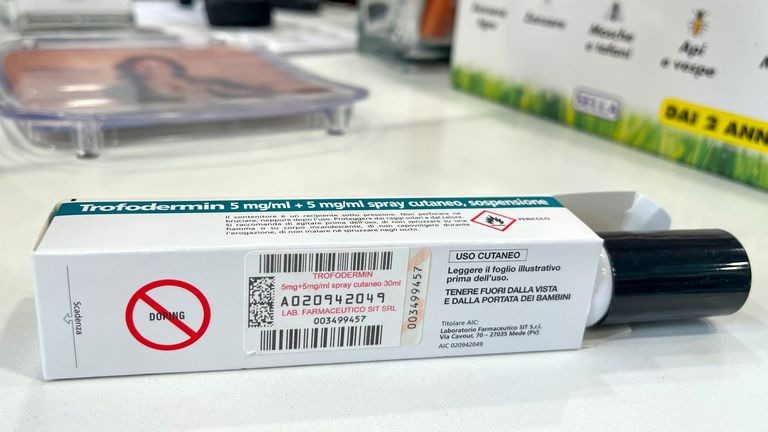 Trofodermin 5 mg/ml + 5 mg/ml spray cutaneo, sospensione
Il contenitore è un recipiente sotto pressione. Non perforare né
bruciare, neppure dopo l'uso. Proteggere dai raggi solari e dal calore.
Si raccomanda di agitare prima dell'uso, di non spruzzare su una
fiamma o su corpo incandescente, di non capovolgere durante
l'erogazione, di non inalare né spruzzare negli occhi.
PERICOLO
Scadenza
DOPING
TROFODERMIN
5mg+5mg/ml spray cutaneo 30ml
A020942049
LAB. FARMACEUTICO SIT SRL
003499457
003499457
USO CUTANEO
Leggere il foglio illustrativo
prima dell'uso.
TENERE FUORI DALLA VISTA
E DALLA PORTATA DEI BAMBINI
Titolare AIC:
Laboratorio Farmaceutico SIT S.r.l.
Via Cavour, 70 – 27035 Mede (PV)
AIC 020942049
Zanzare
Mosche
e tafani
Api
e vespe
SELLA
DAI 2 ANN